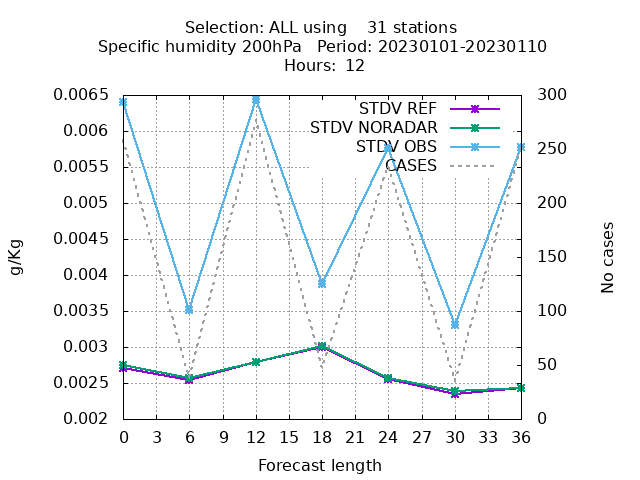 Selection: ALL using    31 stations
Specific humidity 200hPa   Period: 20230101-20230110
Hours: 12
STDV REF
STDV NORADAR
STDV OBS
CASES
0.0065
0.006
0.0055
0.005
0.0045
0.004
0.0035
0.003
0.0025
0.002
g/Kg
300
250
200
150
100
50
0
No cases
0 3 6 9 12 15 18 21 24 27 30 33 36
Forecast length